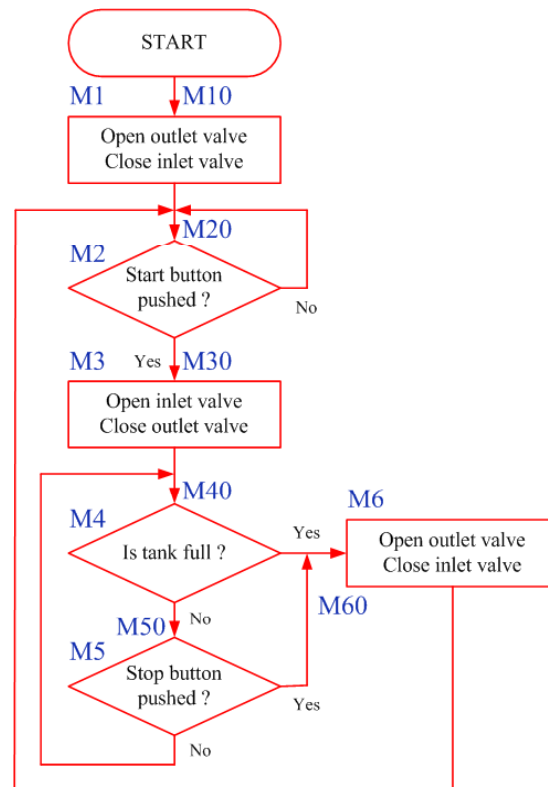 START
M1
M10
Open outlet valve
Close inlet valve
M20
M2
Start button
pushed ?
No
M3
Yes
M30
Open inlet valve
Close outlet valve
M40
M4
Is tank full ?
Yes
M6
Open outlet valve
Close inlet valve
No
M50
M60
M5
Stop button
pushed ?
Yes
No